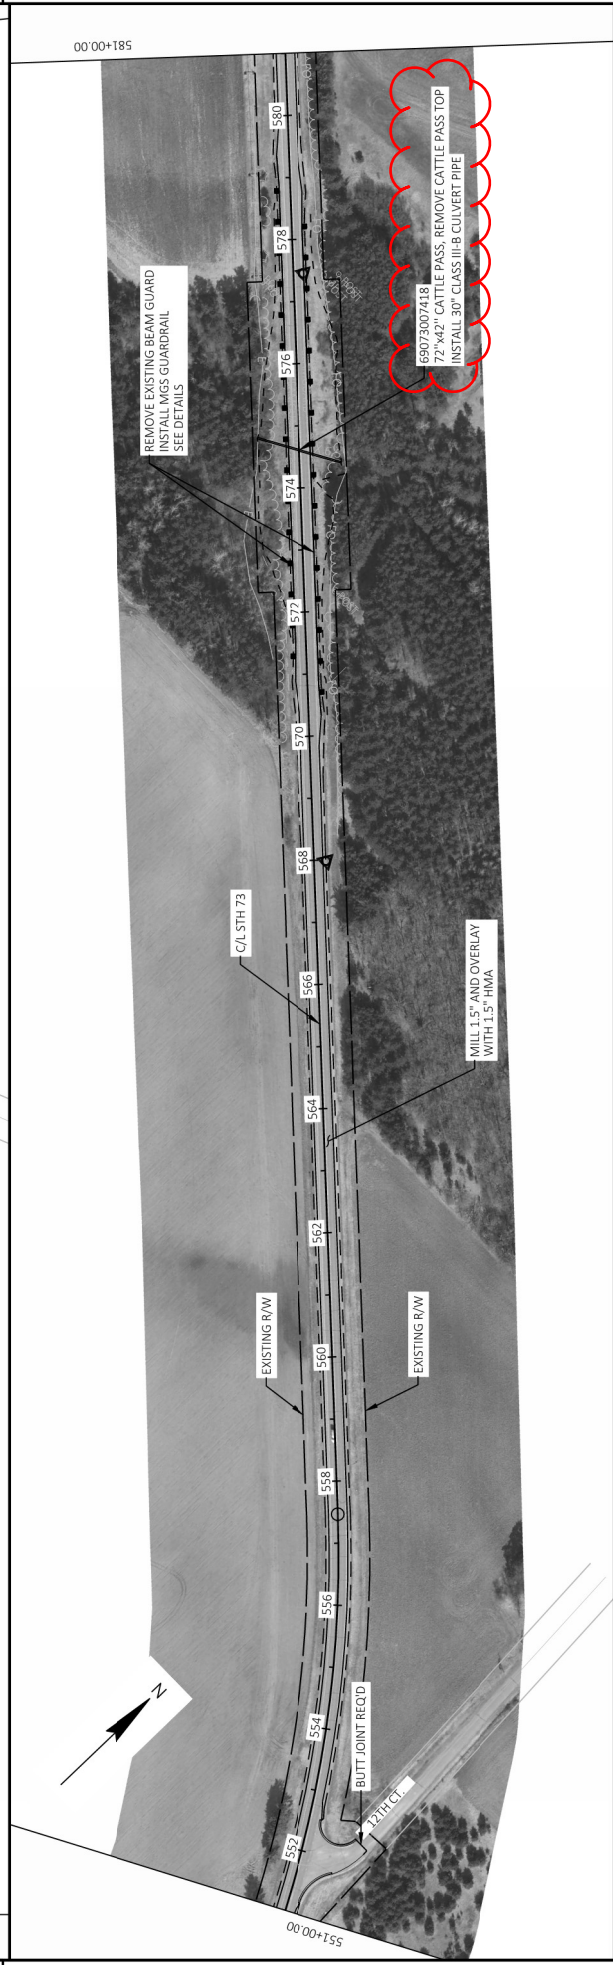 581+00.00
580
578
576
574
572
570
568
566
564
562
560
558
556
554
552
551+00.00
REMOVE EXISTING BEAM GUARD
INSTALL MGS GUARDRAIL
SEE DETAILS
69073007418
72"x42" CATTLE PASS, REMOVE CATTLE PASS TOP
INSTALL 30" CLASS III-B CULVERT PIPE
C/L STH 73
MILL 1.5" AND OVERLAY
WITH 1.5" HMA
EXISTING R/W
EXISTING R/W
N
BUTT JOINT REQ'D
12TH CT.